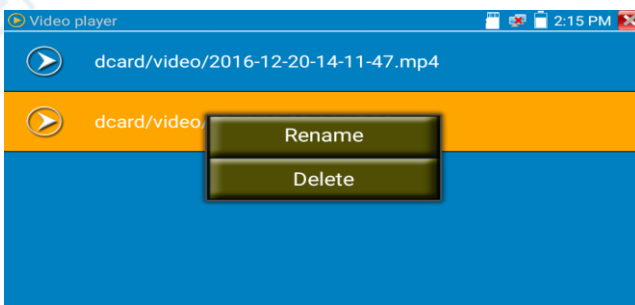 Video player 2:15 PM
dcard/video/2016-12-20-14-11-47.mp4
dcard/video/
Rename
Delete